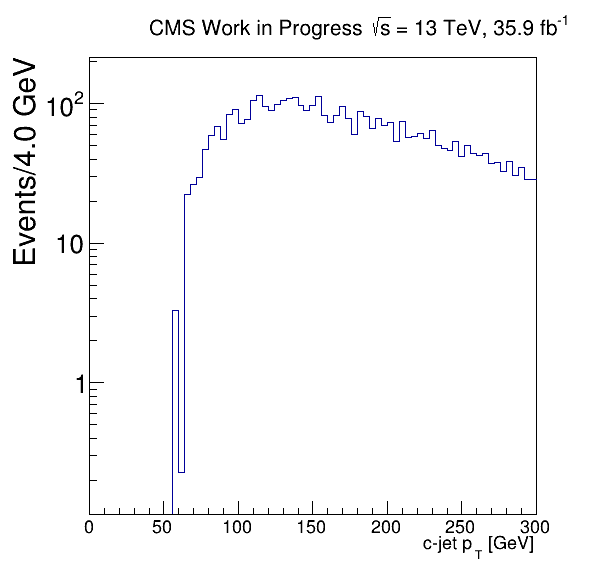 CMS Work in Progress √s = 13 TeV, 35.9 fb⁻¹
Events/4.0 GeV
10²
10
1
0 50 100 150 200 250 300
c-jet p_T [GeV]